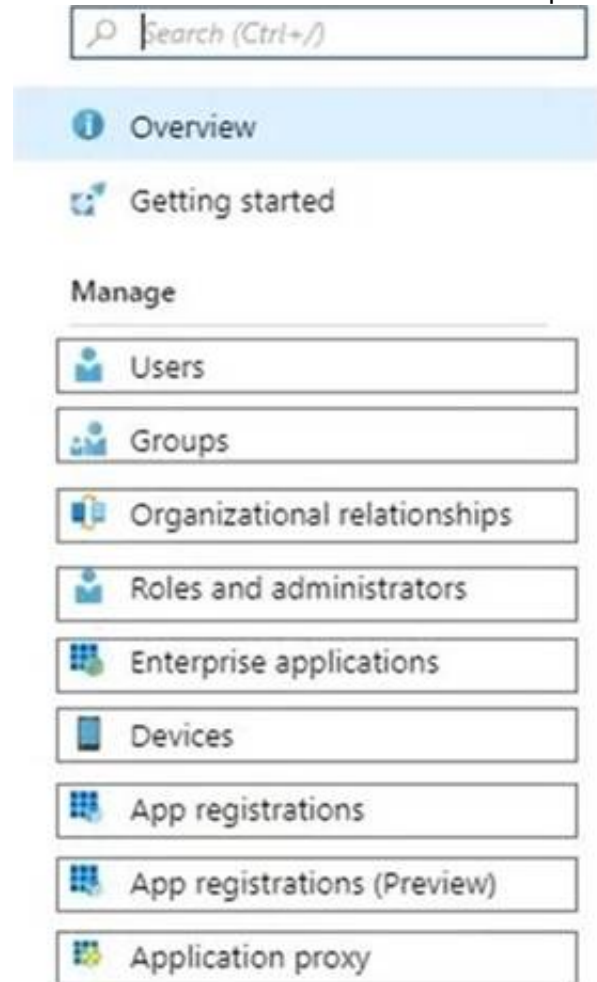 Search (Ctrl+/)
Overview
Getting started
Manage
Users
Groups
Organizational relationships
Roles and administrators
Enterprise applications
Devices
App registrations
App registrations (Preview)
Application proxy